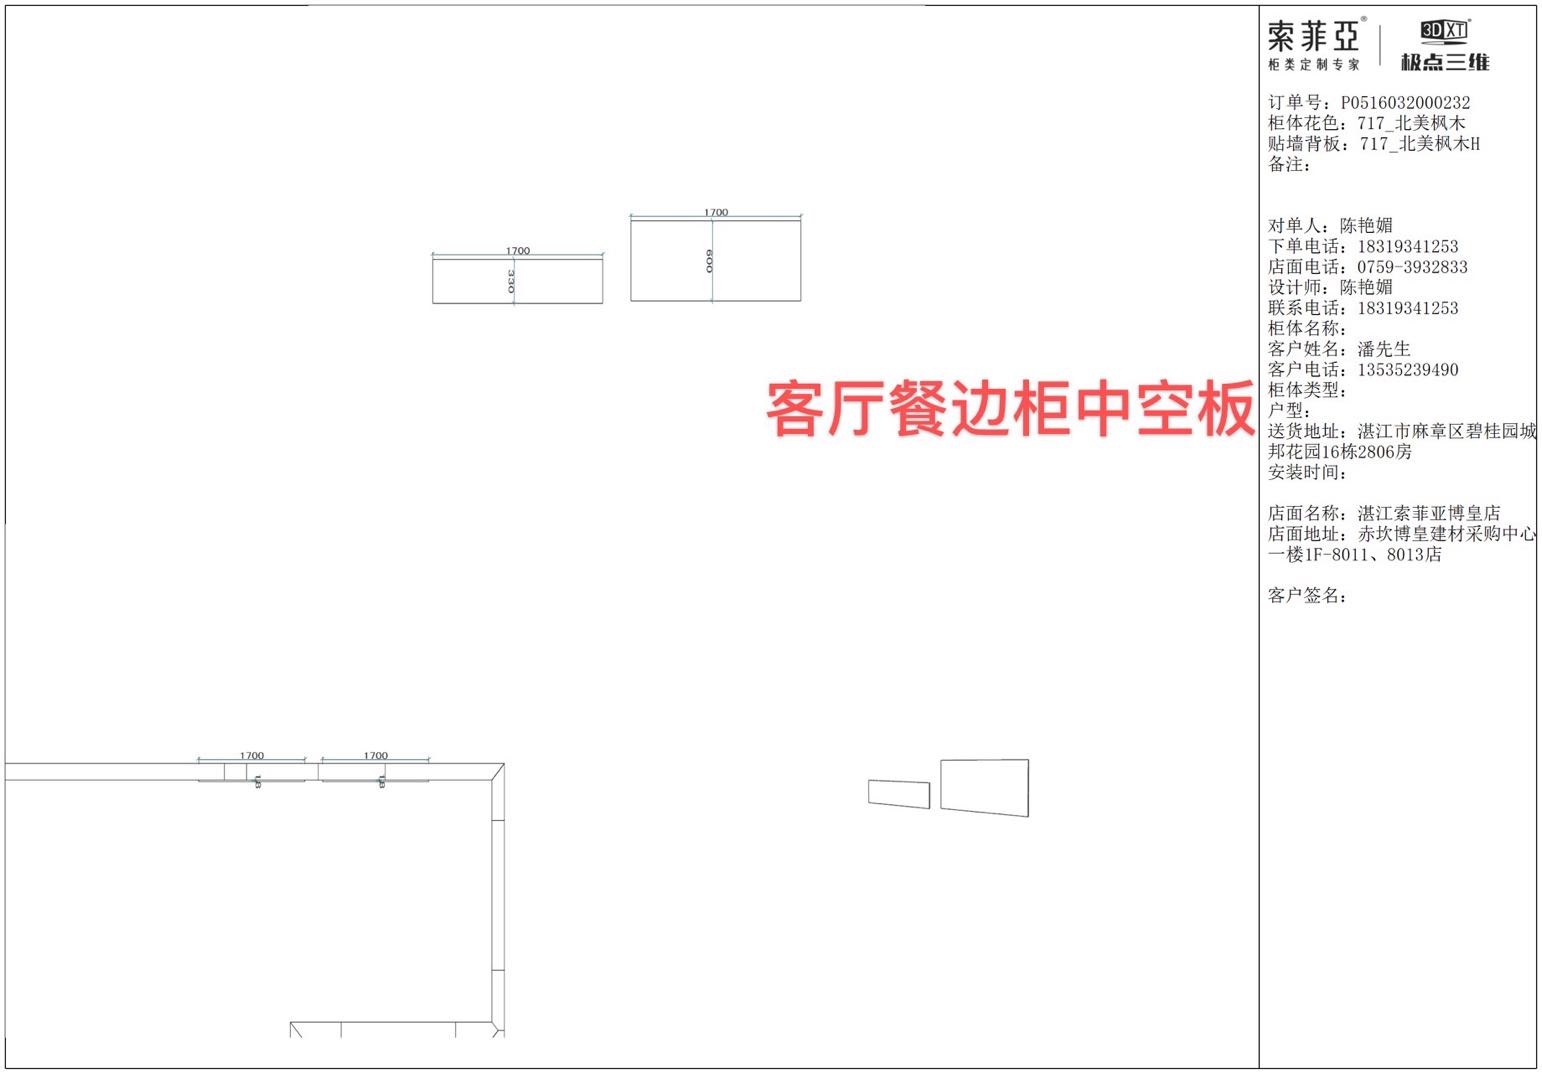 索菲亞®
柜类定制专家
3DXT®
极点三维
订单号：P0516032000232
柜体花色：717_北美枫木
贴墙背板：717_北美枫木H
备注：
对单人：陈艳媚
下单电话：18319341253
店面电话：0759-3932833
设计师：陈艳媚
联系电话：18319341253
柜体名称：
客户姓名：潘先生
客户电话：13535239490
柜体类型：
户型：
送货地址：湛江市麻章区碧桂园城
邦花园16栋2806房
安装时间：
店面名称：湛江索菲亚博皇店
店面地址：赤坎博皇建材采购中心
一楼1F-8011、8013店
客户签名：
1700
330
1700
600
客厅餐边柜中空板
1700
18
1700
18